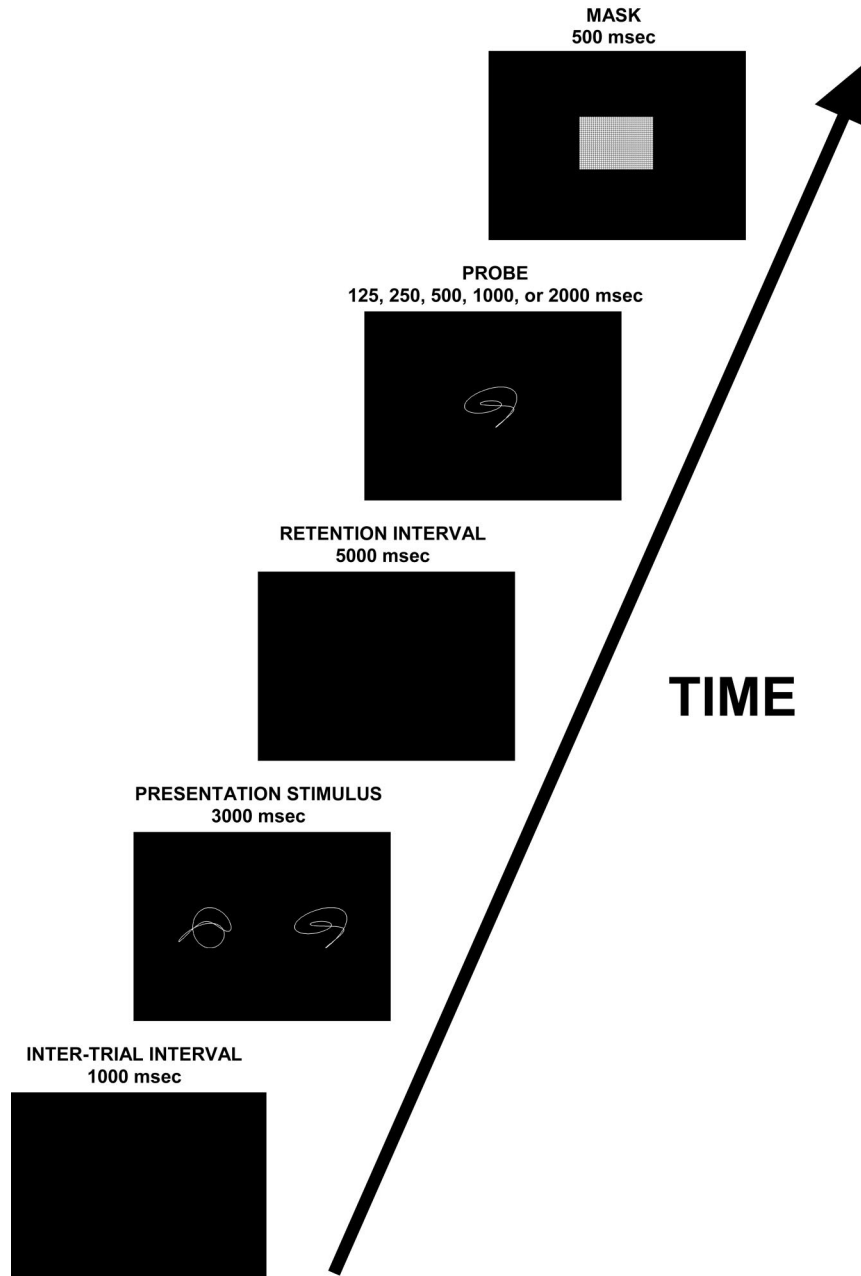 MASK
500 msec
PROBE
125, 250, 500, 1000, or 2000 msec
RETENTION INTERVAL
5000 msec
TIME
PRESENTATION STIMULUS
3000 msec
INTER-TRIAL INTERVAL
1000 msec